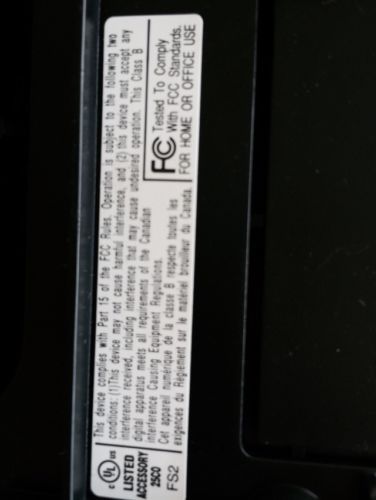 This device complies with Part 15 of the FCC Rules. Operation is subject to the following two
conditions: (1)This device may not cause harmful interference, and (2) this device must accept any
interference received, including interference that may cause undesired operation. This Class B
digital apparatus meets all requirements of the Canadian
Interference Causing Equipment Regulations.
Cet appareil numérique de la classe B respecte toutes les
exigences du Règlement sur le matériel brouilleur du Canada.
FC Tested To Comply
With FCC Standards
FOR HOME OR OFFICE USE
c UL us
LISTED
ACCESSORY
25CO
FS2